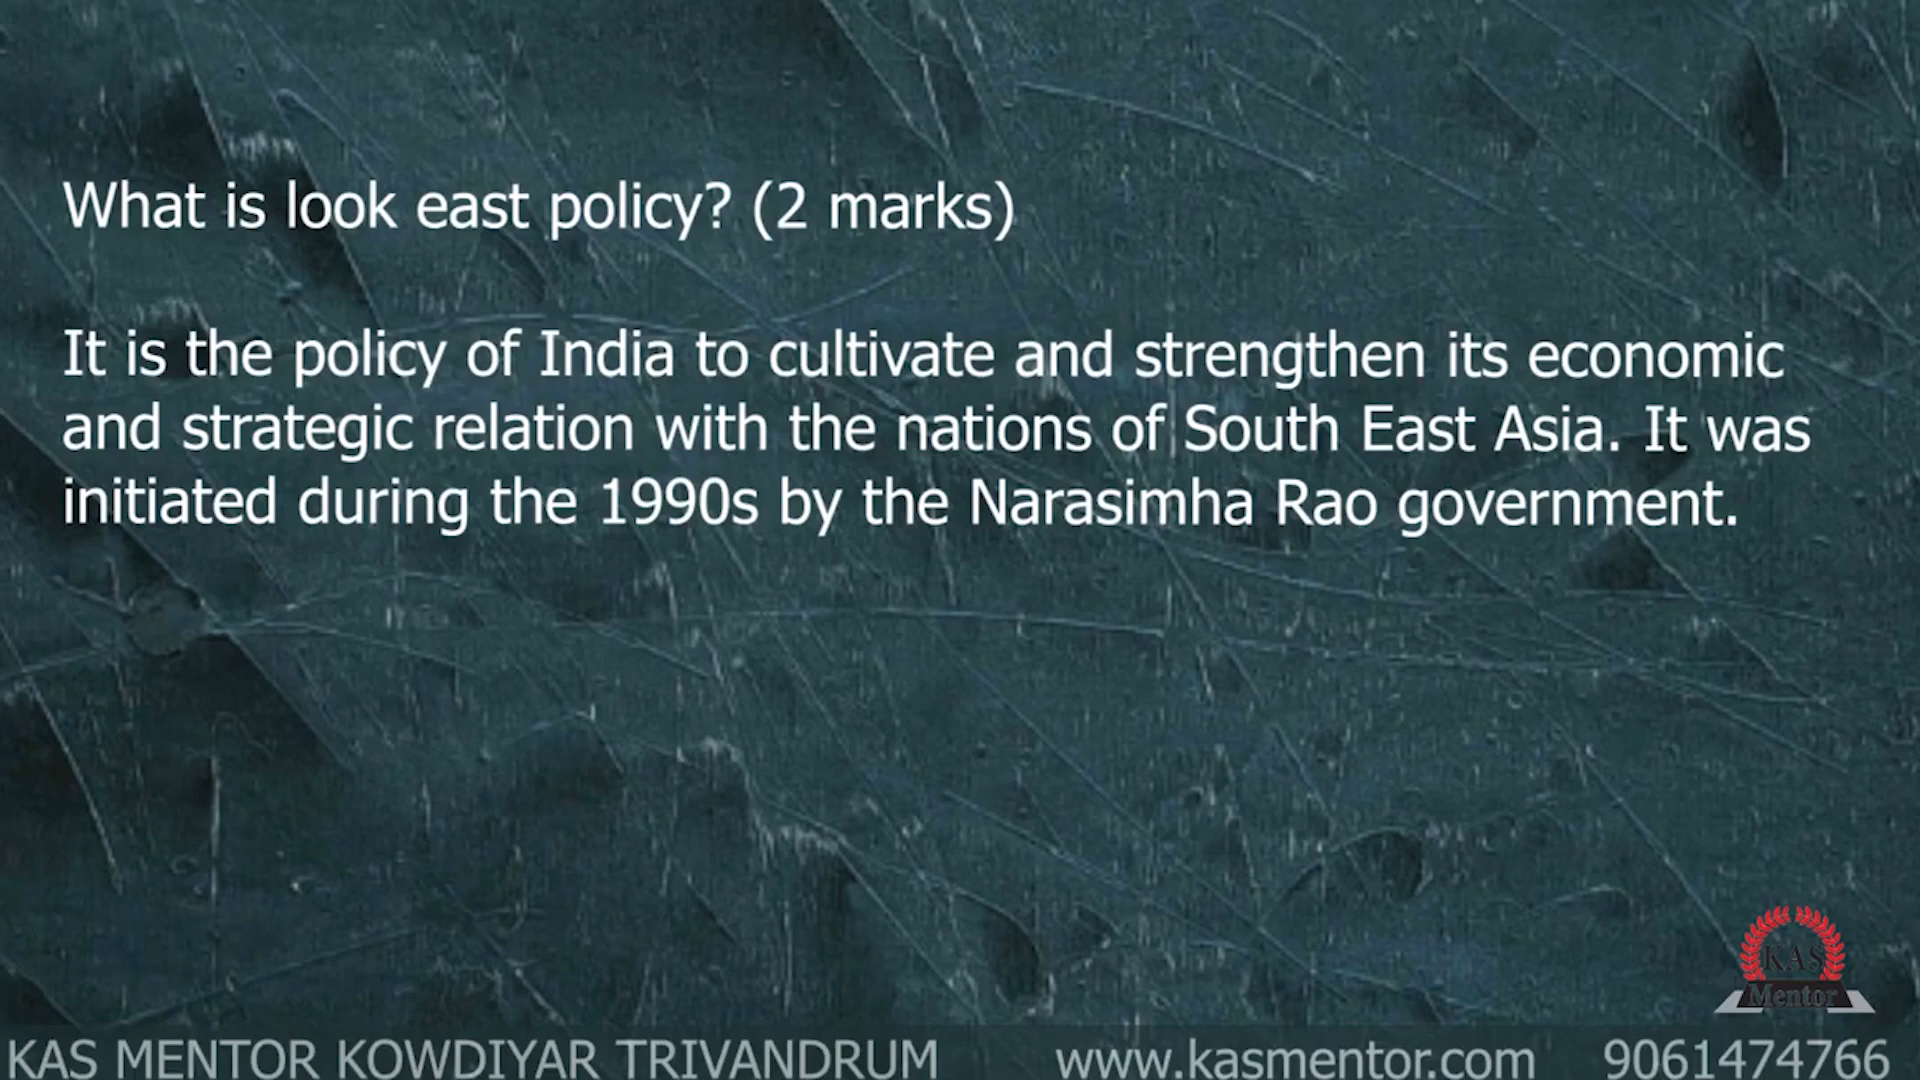 What is look east policy? (2 marks)
It is the policy of India to cultivate and strengthen its economic
and strategic relation with the nations of South East Asia. It was
initiated during the 1990s by the Narasimha Rao government.
KAS
Mentor
KAS MENTOR KOWDIYAR TRIVANDRUM www.kasmentor.com 9061474766